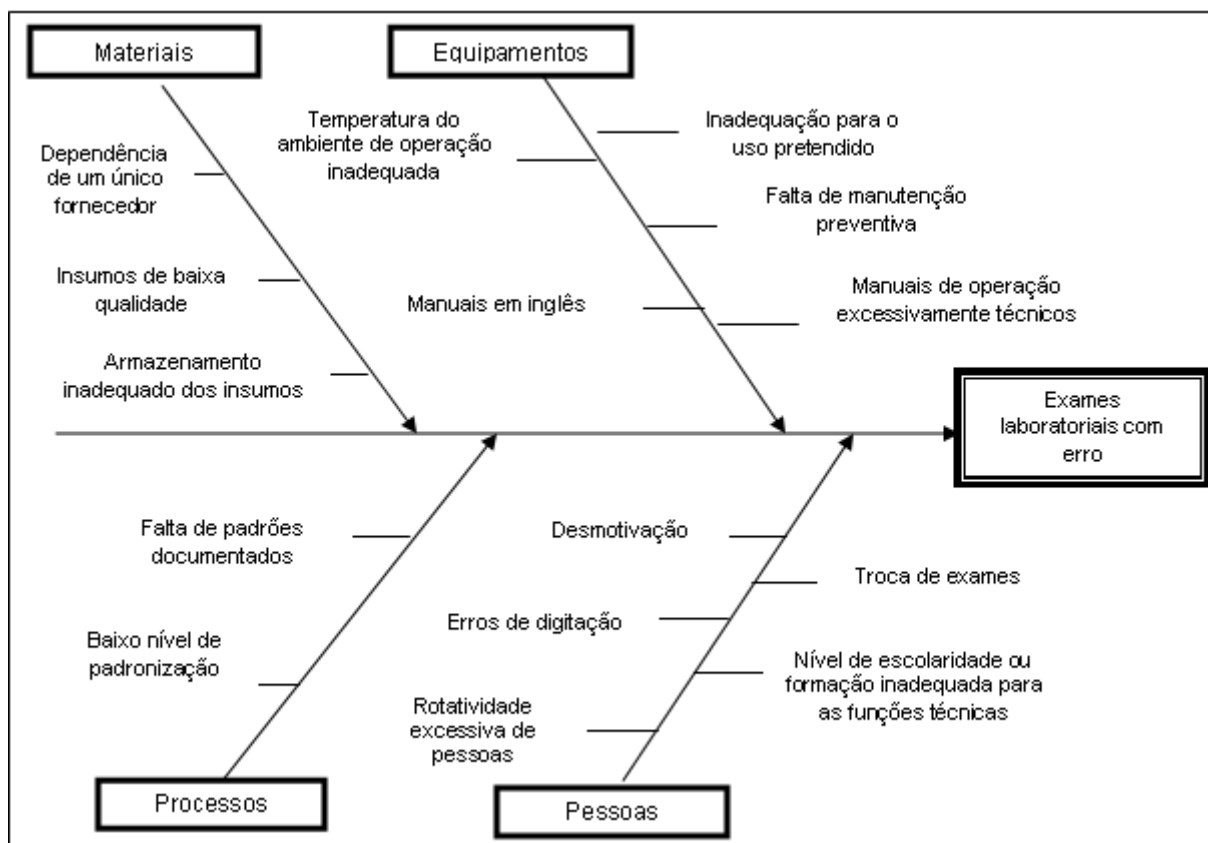 Materiais
Equipamentos
Temperatura do
ambiente de operação
inadequada
Inadequação para o
uso pretendido
Dependência
de um único
fornecedor
Falta de manutenção
preventiva
Insumos de baixa
qualidade
Manuais em inglês
Manuais de operação
excessivamente técnicos
Armazenamento
inadequado dos insumos
Exames
laboratoriais com
erro
Falta de padrões
documentados
Desmotivação
Troca de exames
Erros de digitação
Baixo nível de
padronização
Nível de escolaridade ou
formação inadequada para
as funções técnicas
Rotatividade
excessiva de
pessoas
Processos
Pessoas